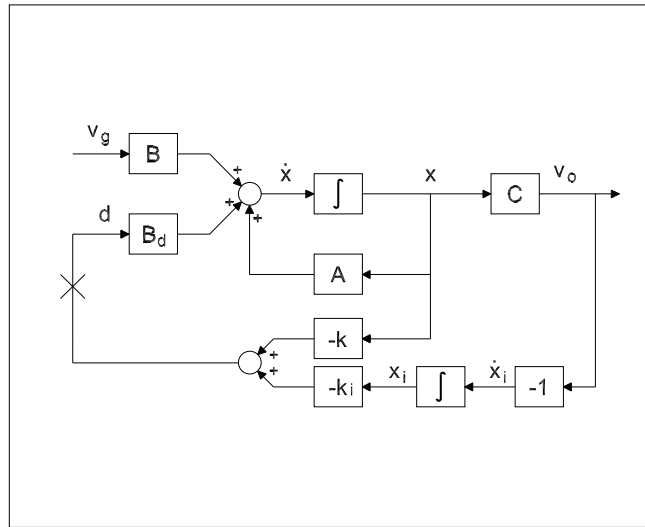 v_g B + ẋ ∫ x C v_o
d B_d + +
A
-k
+
+
-k_i x_i ∫ ẋ_i -1